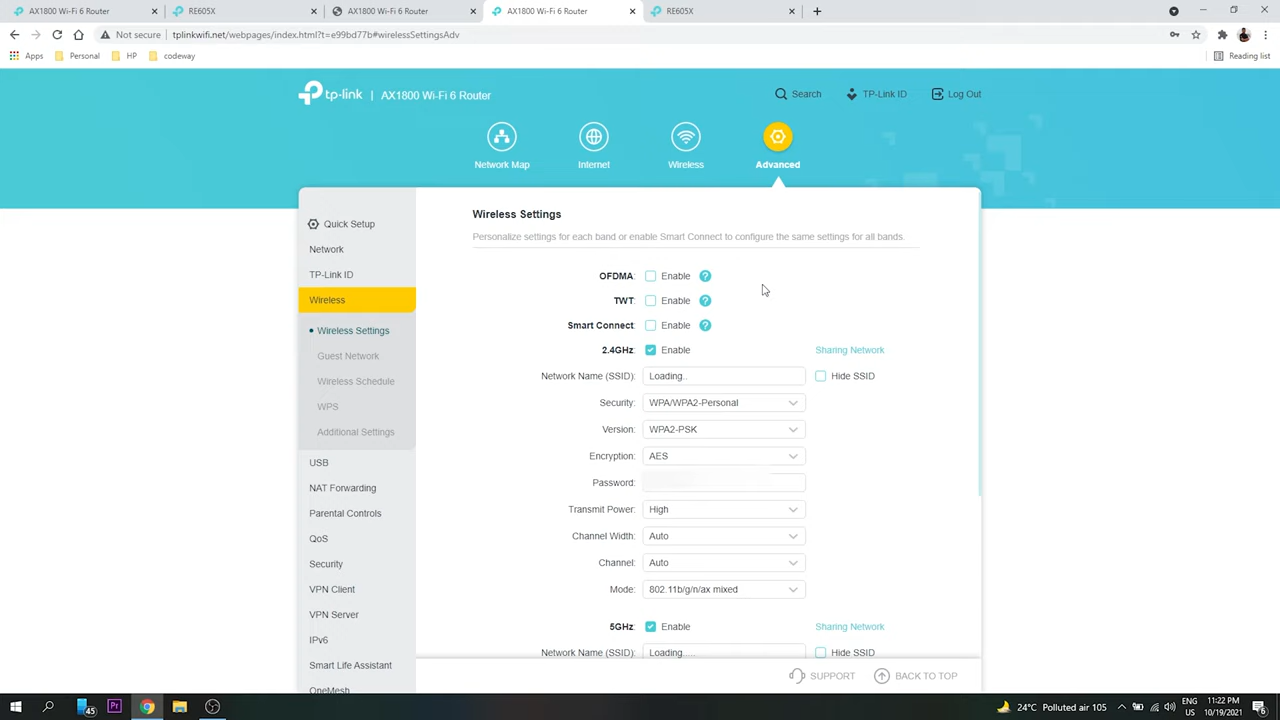 AX1800 Wi-Fi 6 Router
RE605X
AX1800 Wi-Fi 6 Router
AX1800 Wi-Fi 6 Router
RE605X
Not secure
tplinkwifi.net/webpages/index.html?t=e99bd77b#wirelessSettingsAdv
Apps
Personal
HP
codeway
Reading list
tp-link | AX1800 Wi-Fi 6 Router
Search
TP-Link ID
Log Out
Network Map
Internet
Wireless
Advanced
Quick Setup
Network
TP-Link ID
Wireless
Wireless Settings
Guest Network
Wireless Schedule
WPS
Additional Settings
USB
NAT Forwarding
Parental Controls
QoS
Security
VPN Client
VPN Server
IPv6
Smart Life Assistant
OneMesh
Wireless Settings
Personalize settings for each band or enable Smart Connect to configure the same settings for all bands.
OFDMA: Enable ?
TWT: Enable ?
Smart Connect: Enable ?
2.4GHz: Enable Sharing Network
Network Name (SSID): Loading.. Hide SSID
Security: WPA/WPA2-Personal
Version: WPA2-PSK
Encryption: AES
Password:
Transmit Power: High
Channel Width: Auto
Channel: Auto
Mode: 802.11b/g/n/ax mixed
5GHz: Enable Sharing Network
Network Name (SSID): Loading..... Hide SSID
SUPPORT
BACK TO TOP
45
Pr
24°C Polluted air 105
ENG
US
11:22 PM
10/19/2021
6